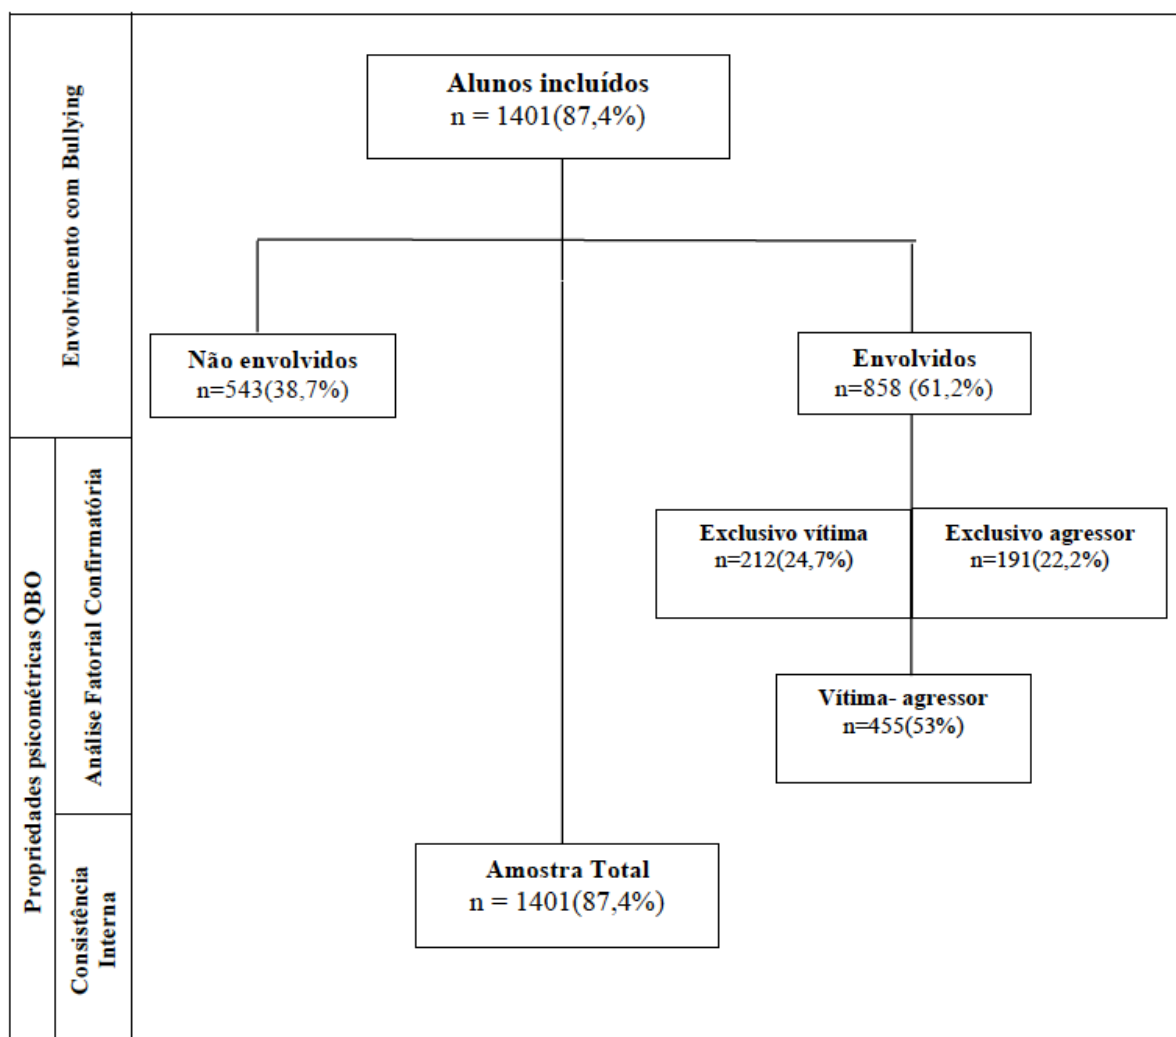 Envolvimento com Bullying
Alunos incluídos
n = 1401(87,4%)
Não envolvidos
n=543(38,7%)
Envolvidos
n=858 (61,2%)
Propriedades psicométricas QBO
Análise Fatorial Confirmatória
Exclusivo vítima
n=212(24,7%)
Exclusivo agressor
n=191(22,2%)
Vítima- agressor
n=455(53%)
Consistência
Interna
Amostra Total
n = 1401(87,4%)